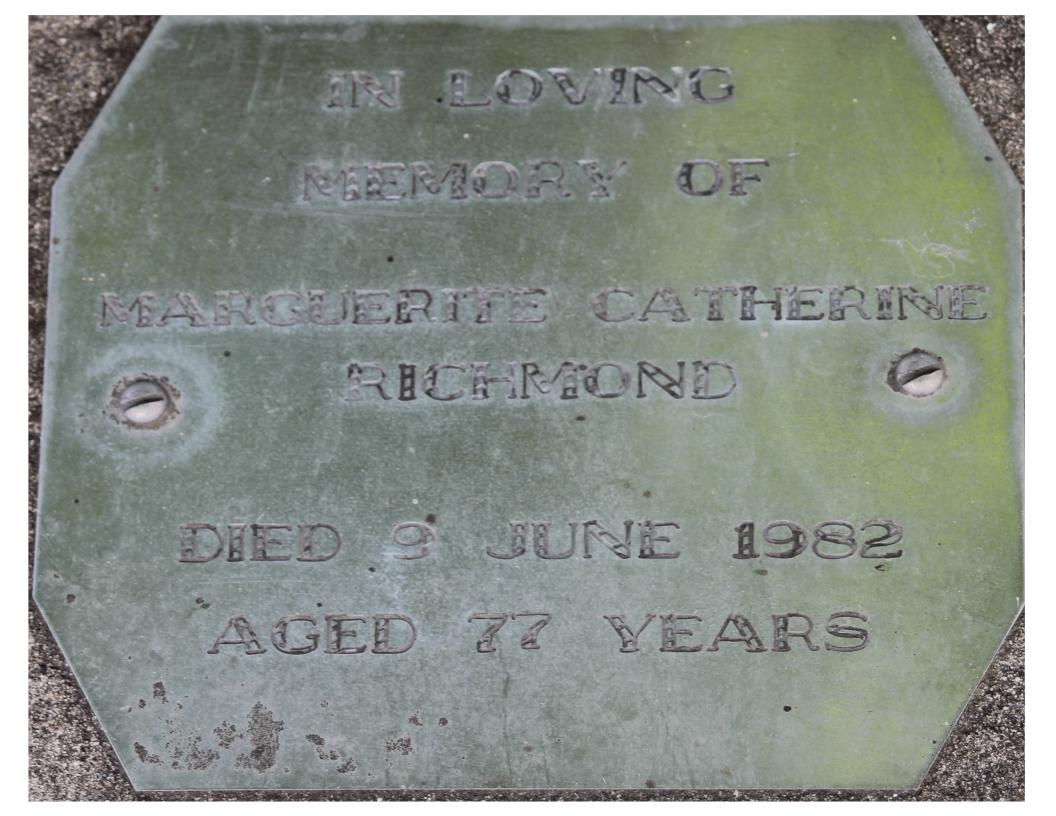 IN LOVING
MEMORY OF
MARGUERITE CATHERINE
RICHMOND
DIED 9 JUNE 1982
AGED 77 YEARS